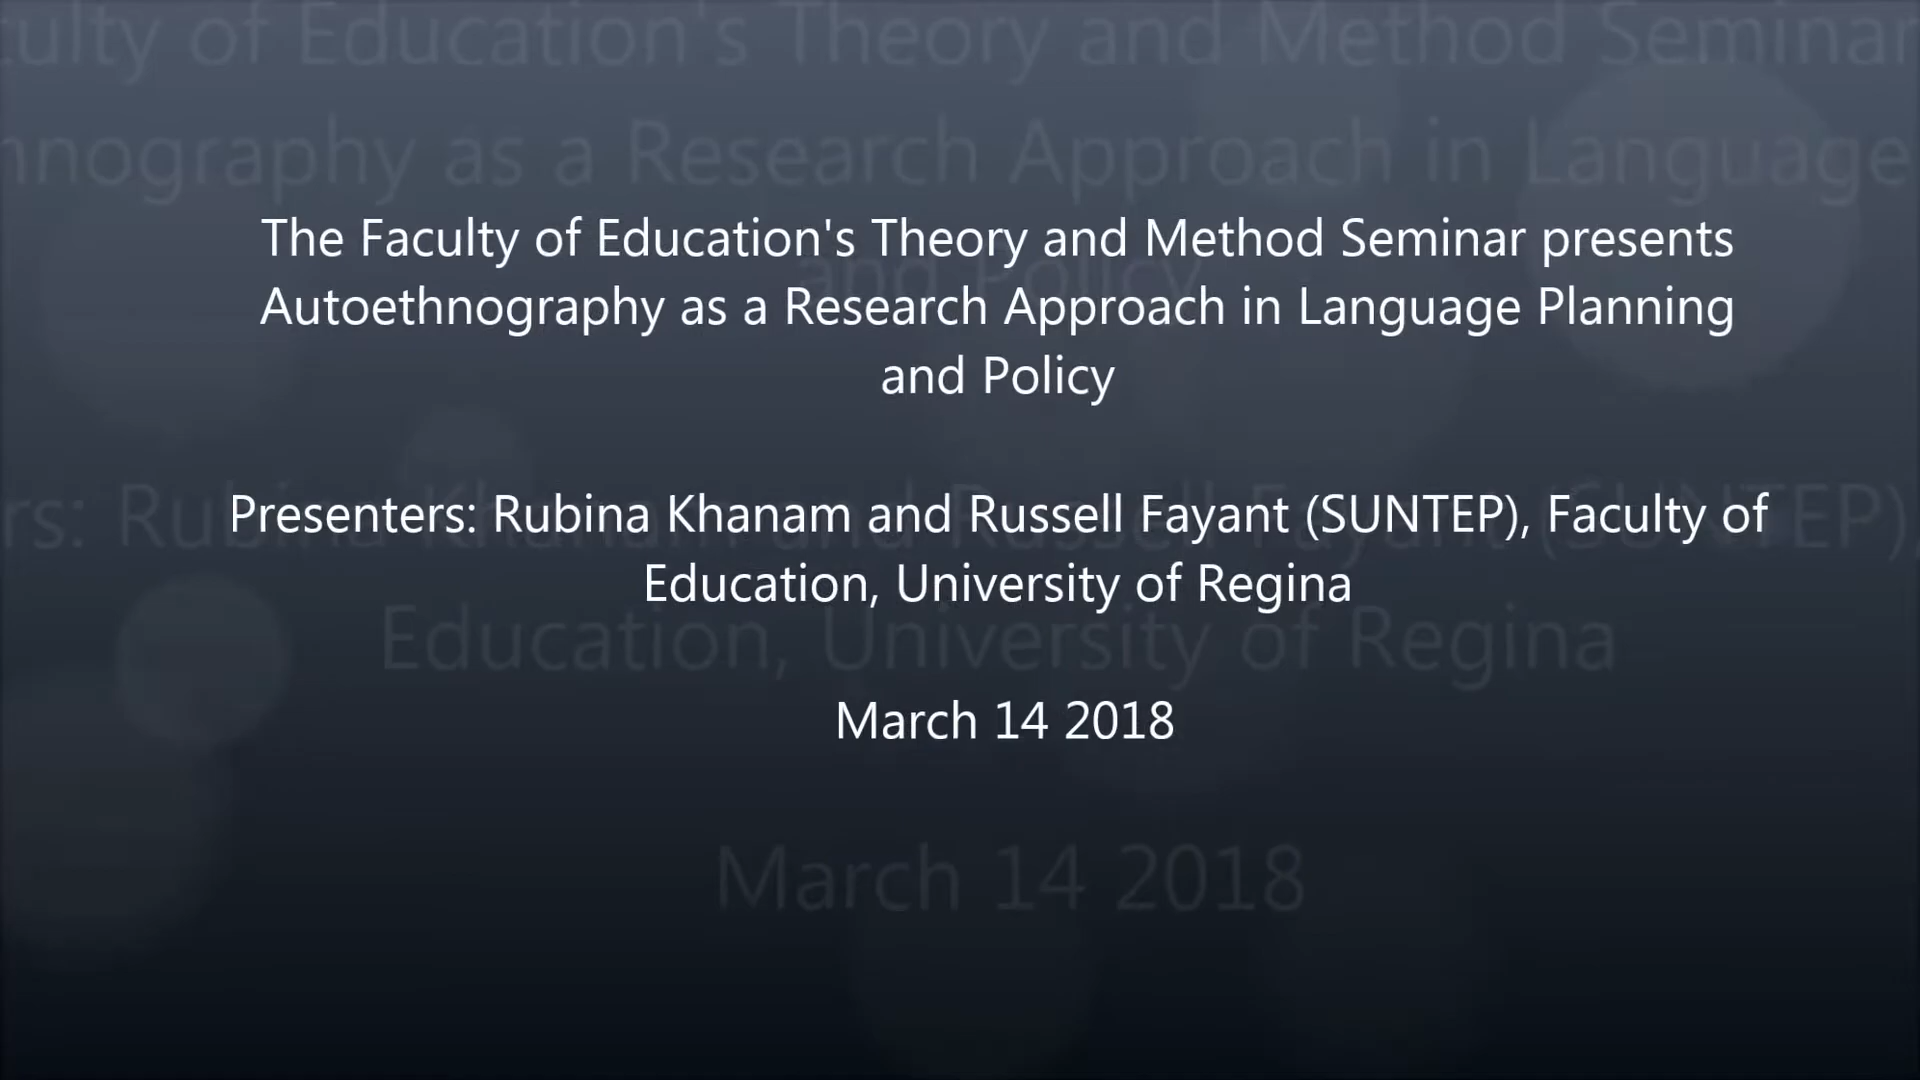 The Faculty of Education's Theory and Method Seminar presents
Autoethnography as a Research Approach in Language Planning
and Policy
Presenters: Rubina Khanam and Russell Fayant (SUNTEP), Faculty of
Education, University of Regina
March 14 2018